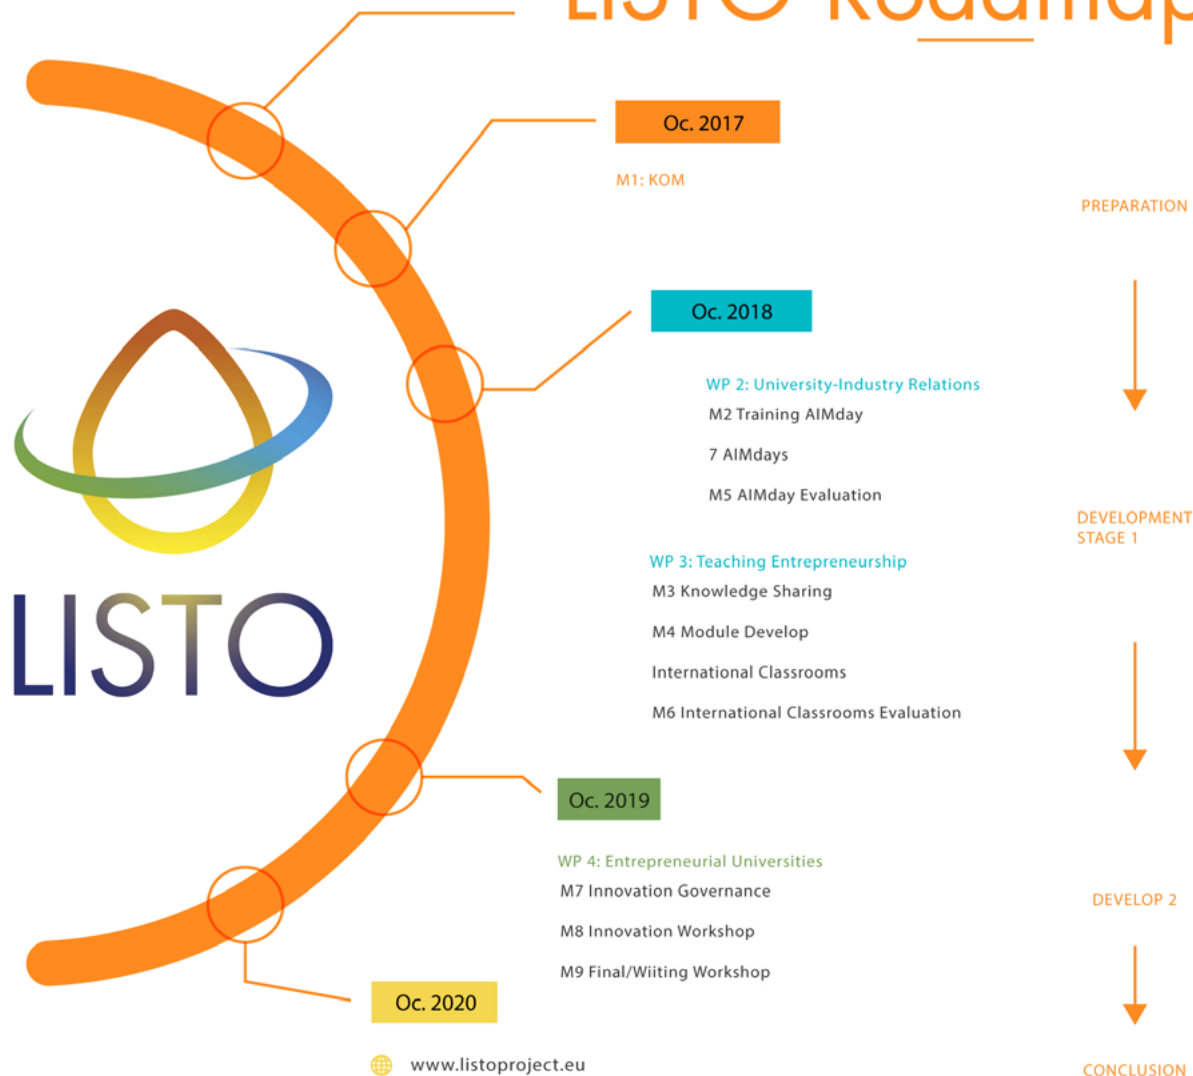 LISTO Roadmap
Oc. 2017
M1: KOM
PREPARATION
Oc. 2018
WP 2: University-Industry Relations
M2 Training AIMday
7 AIMdays
M5 AIMday Evaluation
DEVELOPMENT
STAGE 1
WP 3: Teaching Entrepreneurship
M3 Knowledge Sharing
M4 Module Develop
International Classrooms
M6 International Classrooms Evaluation
LISTO
Oc. 2019
WP 4: Entrepreneurial Universities
M7 Innovation Governance
M8 Innovation Workshop
M9 Final/Wiiting Workshop
DEVELOP 2
Oc. 2020
www.listoproject.eu
CONCLUSION